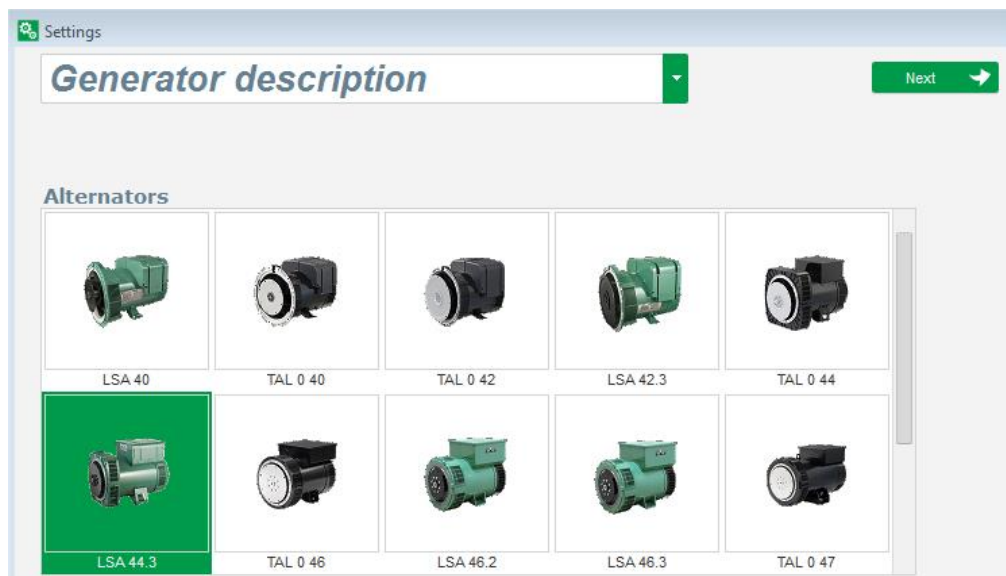 Settings
Generator description
Next
Alternators
LSA 40
TAL 0 40
TAL 0 42
LSA 42.3
TAL 0 44
LSA 44.3
TAL 0 46
LSA 46.2
LSA 46.3
TAL 0 47